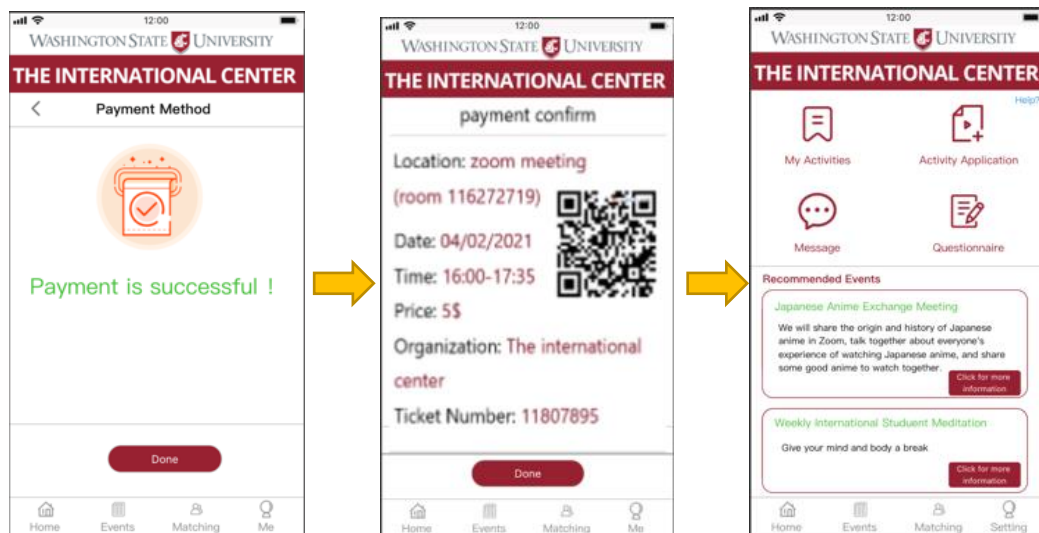 12:00
WASHINGTON STATE UNIVERSITY
THE INTERNATIONAL CENTER
Payment Method
Payment is successful !
Done
Home Events Matching Me
12:00
WASHINGTON STATE UNIVERSITY
THE INTERNATIONAL CENTER
payment confirm
Location: zoom meeting
(room 116272719)
Date: 04/02/2021
Time: 16:00-17:35
Price: 5$
Organization: The international
center
Ticket Number: 11807895
Done
Home Events Matching Me
12:00
WASHINGTON STATE UNIVERSITY
THE INTERNATIONAL CENTER
Help?
My Activities Activity Application
Message Questionnaire
Recommended Events
Japanese Anime Exchange Meeting
We will share the origin and history of Japanese
anime in Zoom, talk together about everyone's
experience of watching Japanese anime, and share
some good anime to watch together.
Click for more
information
Weekly International Studuent Meditation
Give your mind and body a break
Click for more
information
Home Events Matching Setting